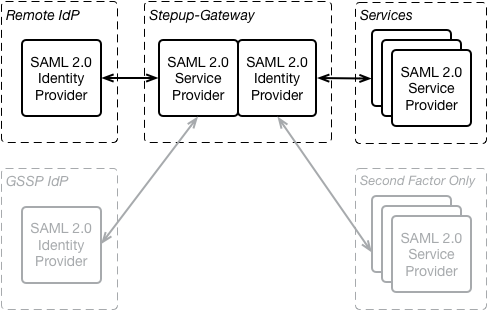 Remote IdP
SAML 2.0
Identity
Provider
Stepup-Gateway
SAML 2.0
Service
Provider
SAML 2.0
Identity
Provider
Services
SAML 2.0
Service
Provider
GSSP IdP
SAML 2.0
Identity
Provider
Second Factor Only
SAML 2.0
Service
Provider